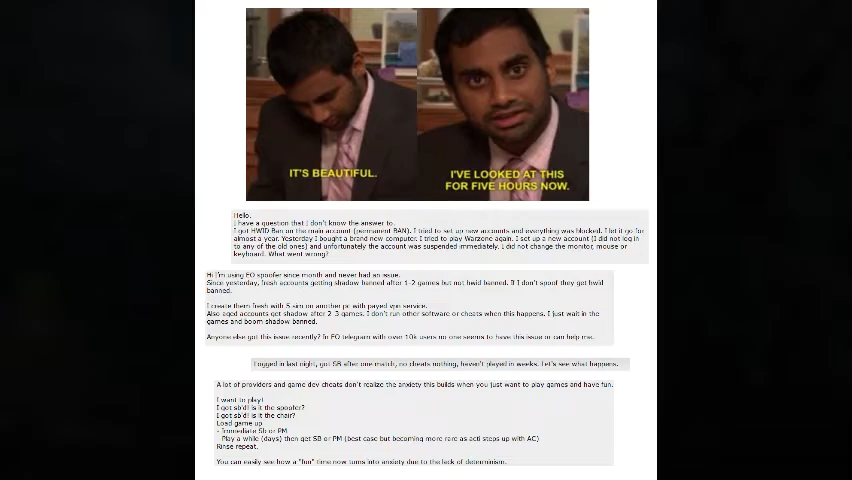 IT'S BEAUTIFUL.
I'VE LOOKED AT THIS
FOR FIVE HOURS NOW.
Hello.
I have a question that I don't know the answer to.
I got HWID Ban on the main account (permanent BAN). I tried to set up new accounts and everything was blocked. I let it go for
almost a year. Yesterday I bought a brand new computer. I tried to play Warzone again. I set up a new account (I did not log in
to any of the old ones) and unfortunately the account was suspended immediately. I did not change the monitor, mouse or
keyboard. What went wrong?
Hi I'm using EO spoofer since month and never had an issue.
Since yesterday, fresh accounts getting shadow banned after 1-2 games but not hwid banned. If I don't spoof they get hwid
banned.
I create them fresh with 5 sim on another pc with payed vpn service.
Also aged accounts got shadow after 2-3 games. I don't run other software or cheats when this happens. I just wait in the
games and boom shadow banned.
Anyone else got this issue recently? In EO telegram with over 10k users no one seems to have this issue or can help me.
Logged in last night, got SB after one match, no cheats nothing, haven't played in weeks. Let's see what happens.
A lot of providers and game dev cheats don't realize the anxiety this builds when you just want to play games and have fun.
I want to play!
I got sb'd! is it the spoofer?
I got sb'd! is it the chair?
Load game up
- Immediate Sb or PM
Play a while (days) then get SB or PM (best case but becoming more rare as acti steps up with AC)
Rinse repeat.
You can easily see how a "fun" time now turns into anxiety due to the lack of determinism.